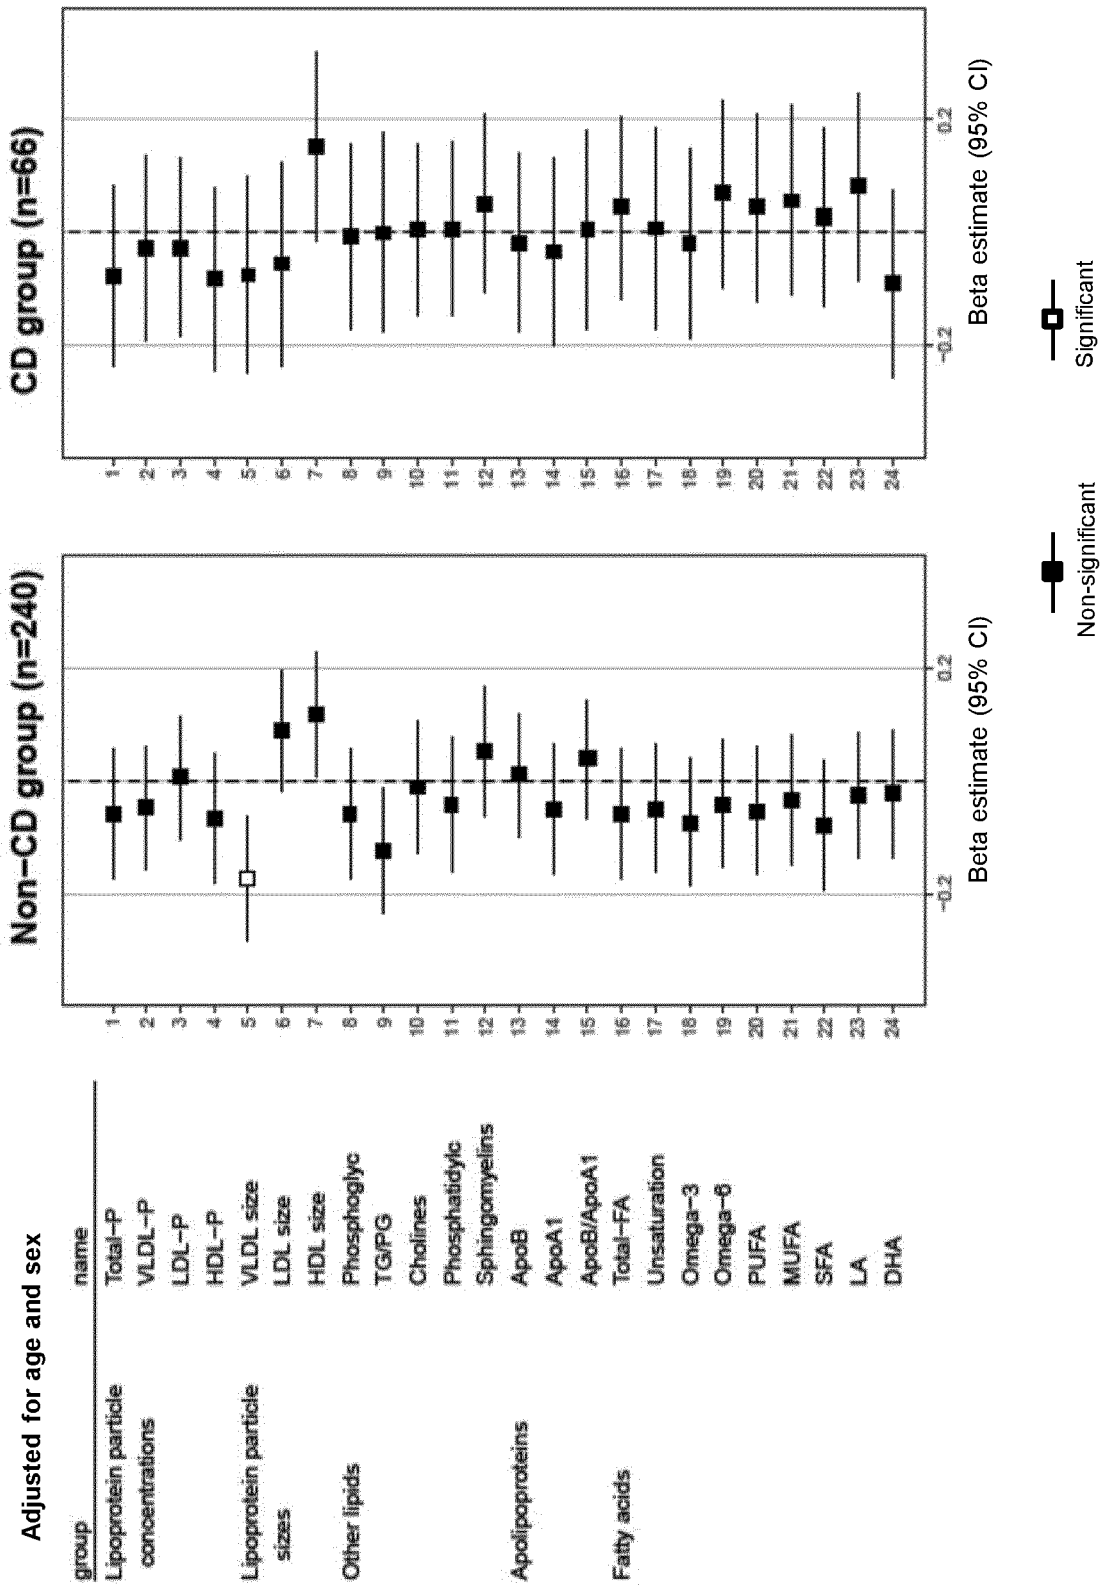 Adjusted for age and sex
Non−CD group (n=240)
CD group (n=66)
group name
Lipoprotein particle Total−P 1 1
concentrations VLDL−P 2 2
LDL−P 3 3
HDL−P 4 4
Lipoprotein particle VLDL size 5 5
sizes LDL size 6 6
HDL size 7 7
Other lipids Phosphoglyc 8 8
TG/PG 9 9
Cholines 10 10
Phosphatidylc 11 11
Sphingomyelins 12 12
Apolipoproteins ApoB 13 13
ApoA1 14 14
ApoB/ApoA1 15 15
Fatty acids Total−FA 16 16
Unsaturation 17 17
Omega−3 18 18
Omega−6 19 19
PUFA 20 20
MUFA 21 21
SFA 22 22
LA 23 23
DHA 24 24
−0.2 0.2 −0.2 0.2
Beta estimate (95% CI) Beta estimate (95% CI)
Non-significant Significant